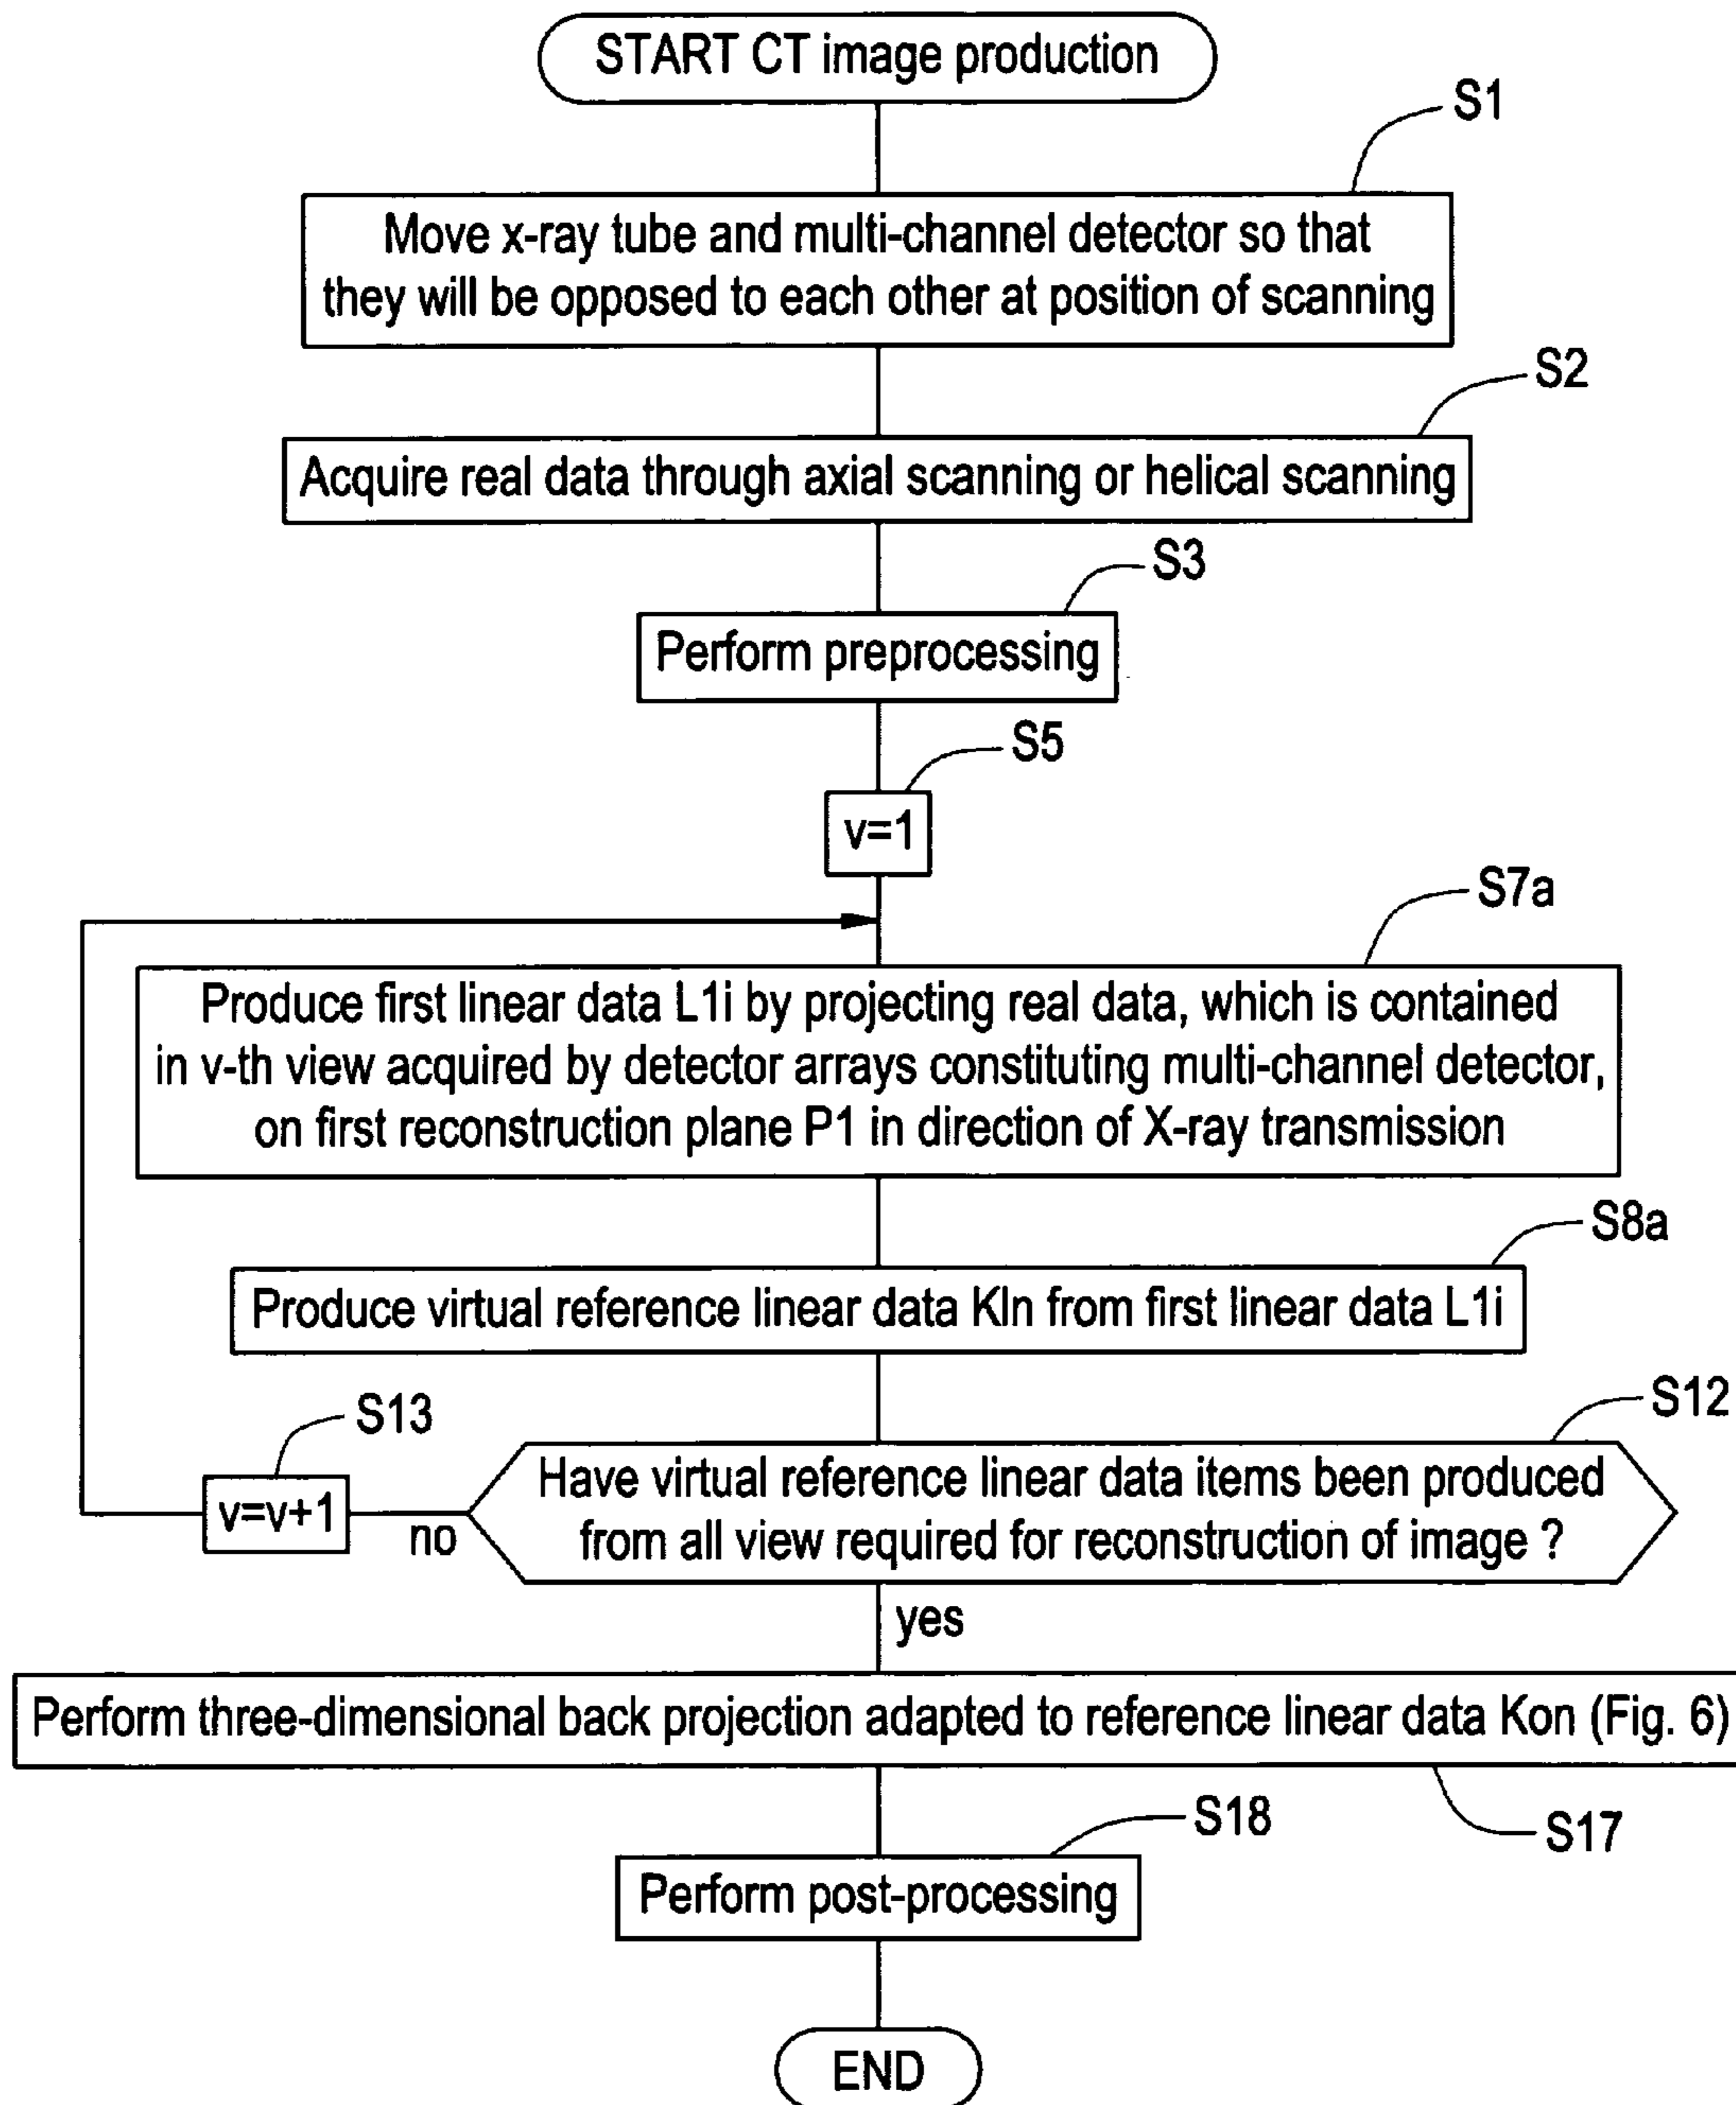 START CT image production
S1
Move x-ray tube and multi-channel detector so that
they will be opposed to each other at position of scanning
S2
Acquire real data through axial scanning or helical scanning
S3
Perform preprocessing
S5
v=1
S7a
Produce first linear data L1i by projecting real data, which is contained
in v-th view acquired by detector arrays constituting multi-channel detector,
on first reconstruction plane P1 in direction of X-ray transmission
S8a
Produce virtual reference linear data Kln from first linear data L1i
S12
S13
Have virtual reference linear data items been produced
from all view required for reconstruction of image ?
v=v+1
no
yes
Perform three-dimensional back projection adapted to reference linear data Kon (Fig. 6)
S17
S18
Perform post-processing
END